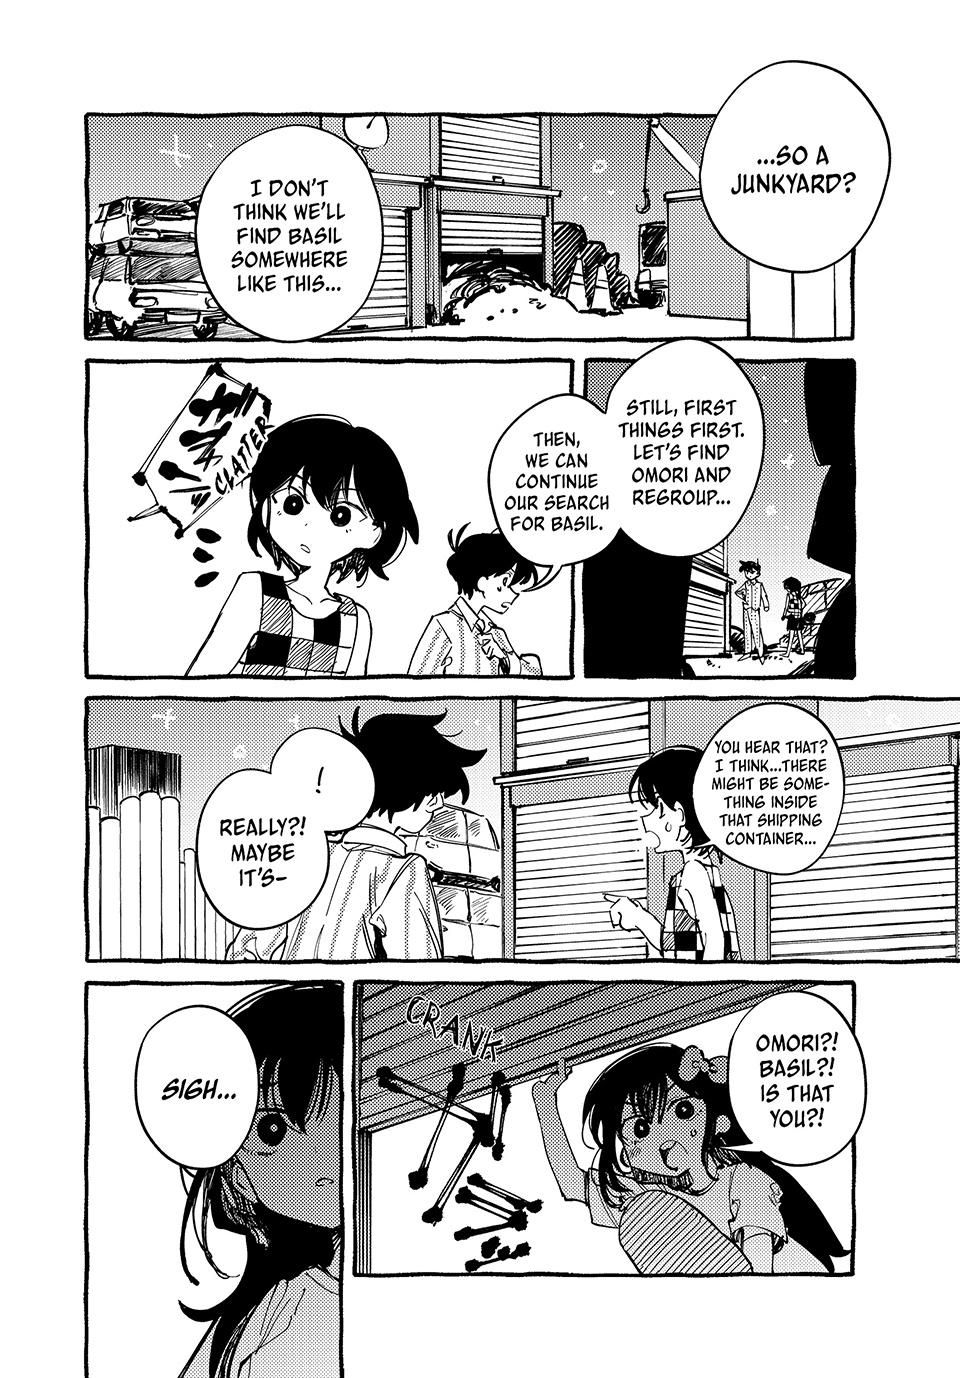 ...SO A
JUNKYARD?
I DON'T
THINK WE'LL
FIND BASIL
SOMEWHERE
LIKE THIS...
STILL, FIRST
THINGS FIRST.
LET'S FIND
OMORI AND
REGROUP...
THEN,
WE CAN
CONTINUE
OUR SEARCH
FOR BASIL.
CLATTER
YOU HEAR THAT?
I THINK...THERE
MIGHT BE SOME-
THING INSIDE
THAT SHIPPING
CONTAINER...
!
REALLY?!
MAYBE
IT'S-
CRANK
OMORI?!
BASIL?!
IS THAT
YOU?!
SIGH...